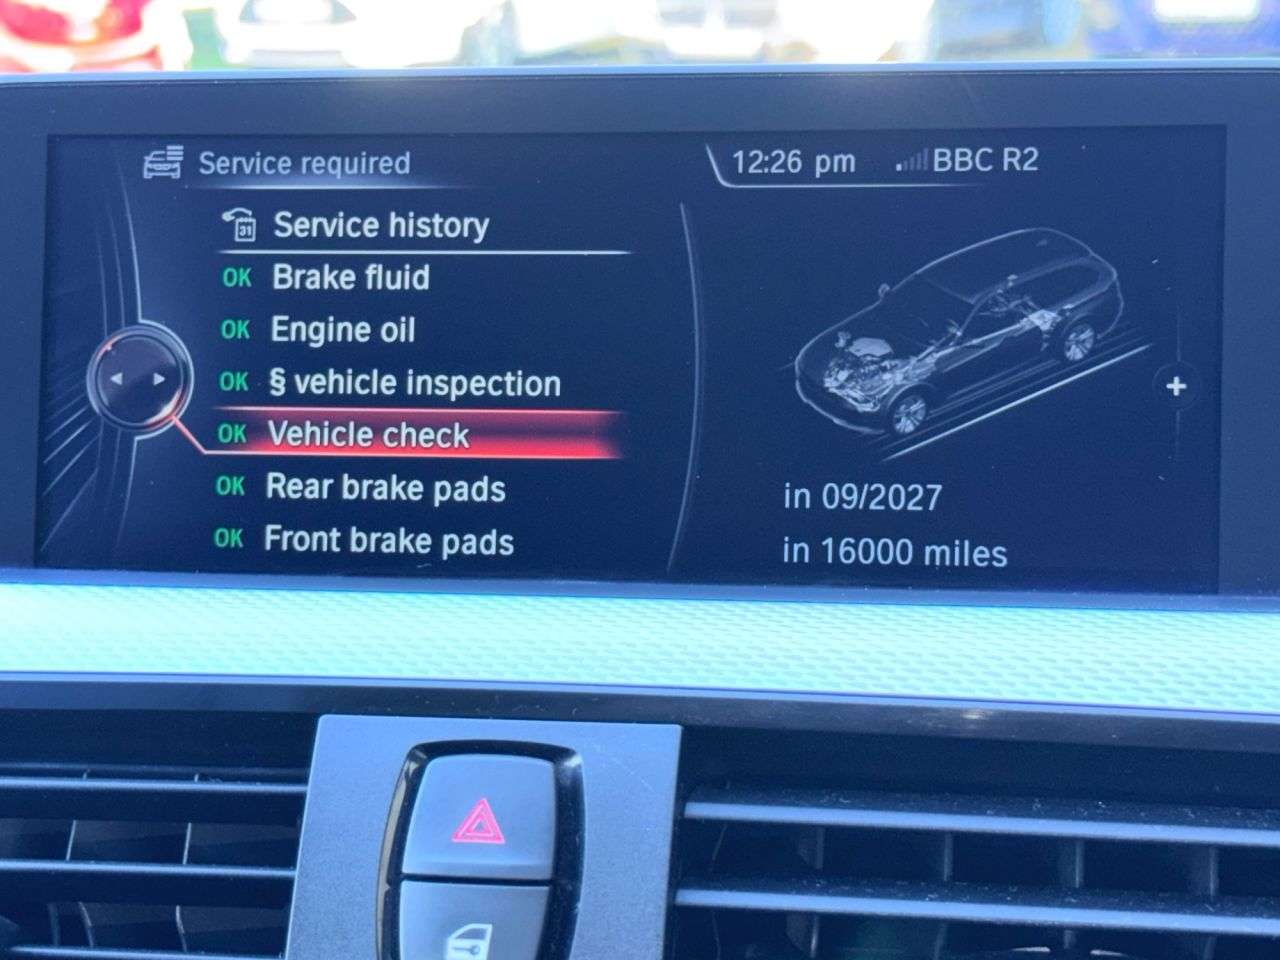 Service required
12:26 pm
BBC R2
31
Service history
OK Brake fluid
OK Engine oil
OK § vehicle inspection
OK Vehicle check
OK Rear brake pads
OK Front brake pads
in 09/2027
in 16000 miles